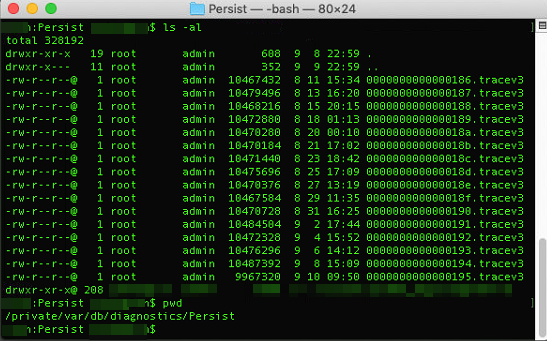 Persist — -bash — 80×24
:Persist $ ls -al
total 328192
drwxr-xr-x 19 root admin 608 9 8 22:59 .
drwxr-x--- 11 root admin 352 9 9 22:59 ..
-rw-r--r--@ 1 root admin 10467432 8 11 15:34 0000000000000186.tracev3
-rw-r--r--@ 1 root admin 10479496 8 13 16:20 0000000000000187.tracev3
-rw-r--r--@ 1 root admin 10468216 8 15 20:15 0000000000000188.tracev3
-rw-r--r--@ 1 root admin 10472880 8 18 01:13 0000000000000189.tracev3
-rw-r--r--@ 1 root admin 10470280 8 20 00:10 000000000000018a.tracev3
-rw-r--r--@ 1 root admin 10470184 8 21 17:02 000000000000018b.tracev3
-rw-r--r--@ 1 root admin 10471440 8 23 18:42 000000000000018c.tracev3
-rw-r--r--@ 1 root admin 10475696 8 25 17:09 000000000000018d.tracev3
-rw-r--r--@ 1 root admin 10470376 8 27 13:19 000000000000018e.tracev3
-rw-r--r--@ 1 root admin 10467584 8 29 11:35 000000000000018f.tracev3
-rw-r--r--@ 1 root admin 10470728 8 31 16:25 0000000000000190.tracev3
-rw-r--r--@ 1 root admin 10484504 9 2 17:44 0000000000000191.tracev3
-rw-r--r--@ 1 root admin 10472328 9 4 15:52 0000000000000192.tracev3
-rw-r--r--@ 1 root admin 10476296 9 6 14:12 0000000000000193.tracev3
-rw-r--r--@ 1 root admin 10487392 9 8 15:09 0000000000000194.tracev3
-rw-r--r--@ 1 root admin 9967320 9 10 09:50 0000000000000195.tracev3
drwxr-xr-x@ 208
:Persist $ pwd
/private/var/db/diagnostics/Persist
:Persist $